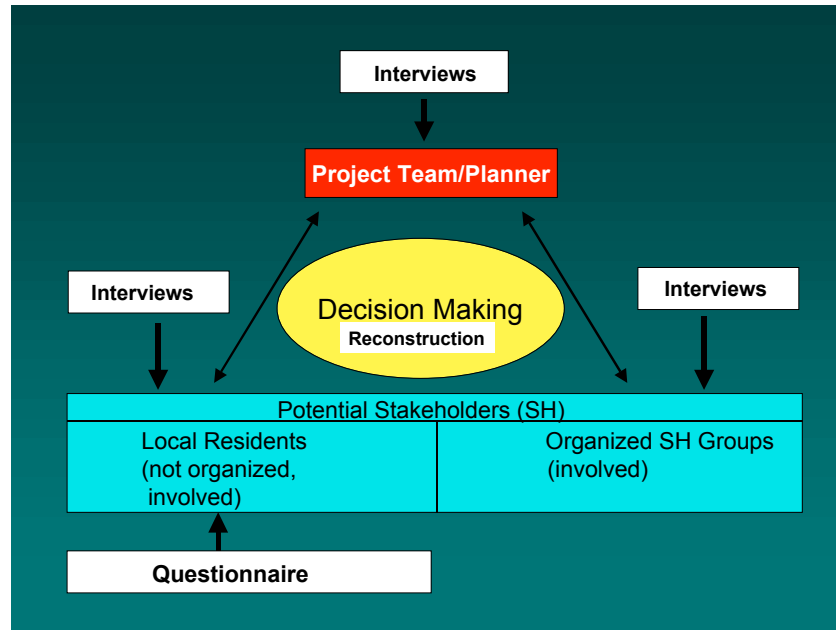 Interviews
Project Team/Planner
Interviews
Interviews
Decision Making
Reconstruction
Potential Stakeholders (SH)
Local Residents
(not organized,
involved)
Organized SH Groups
(involved)
Questionnaire